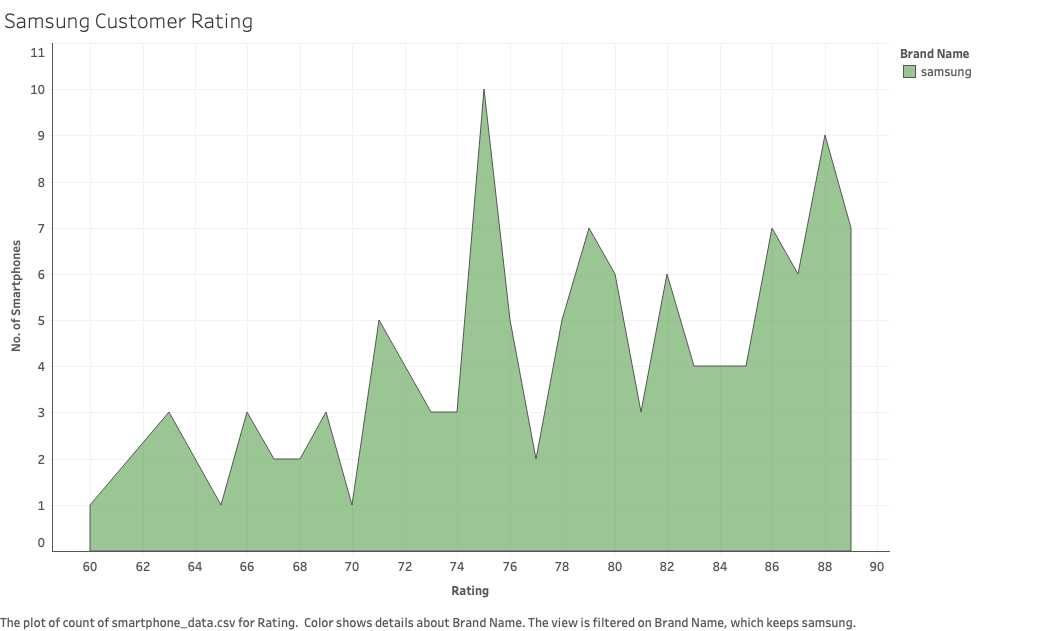 Samsung Customer Rating
Brand Name
samsung
11
10
9
8
7
6
5
4
3
2
1
0
No. of Smartphones
60 62 64 66 68 70 72 74 76 78 80 82 84 86 88 90
Rating
The plot of count of smartphone_data.csv for Rating.  Color shows details about Brand Name. The view is filtered on Brand Name, which keeps samsung.